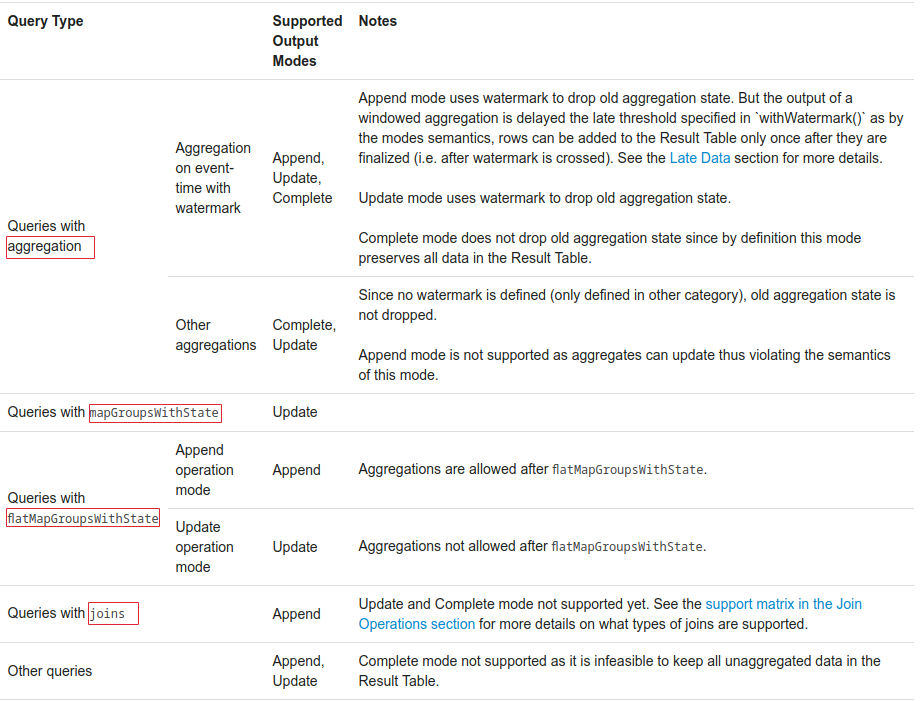 Query Type
Supported
Output
Modes
Notes
Queries with
aggregation
Aggregation
on event-
time with
watermark
Append,
Update,
Complete
Append mode uses watermark to drop old aggregation state. But the output of a
windowed aggregation is delayed the late threshold specified in `withWatermark()` as by
the modes semantics, rows can be added to the Result Table only once after they are
finalized (i.e. after watermark is crossed). See the Late Data section for more details.
Update mode uses watermark to drop old aggregation state.
Complete mode does not drop old aggregation state since by definition this mode
preserves all data in the Result Table.
Other
aggregations
Complete,
Update
Since no watermark is defined (only defined in other category), old aggregation state is
not dropped.
Append mode is not supported as aggregates can update thus violating the semantics
of this mode.
Queries with mapGroupsWithState
Update
Queries with
flatMapGroupsWithState
Append
operation
mode
Append
Aggregations are allowed after flatMapGroupsWithState.
Update
operation
mode
Update
Aggregations not allowed after flatMapGroupsWithState.
Queries with joins
Append
Update and Complete mode not supported yet. See the support matrix in the Join
Operations section for more details on what types of joins are supported.
Other queries
Append,
Update
Complete mode not supported as it is infeasible to keep all unaggregated data in the
Result Table.